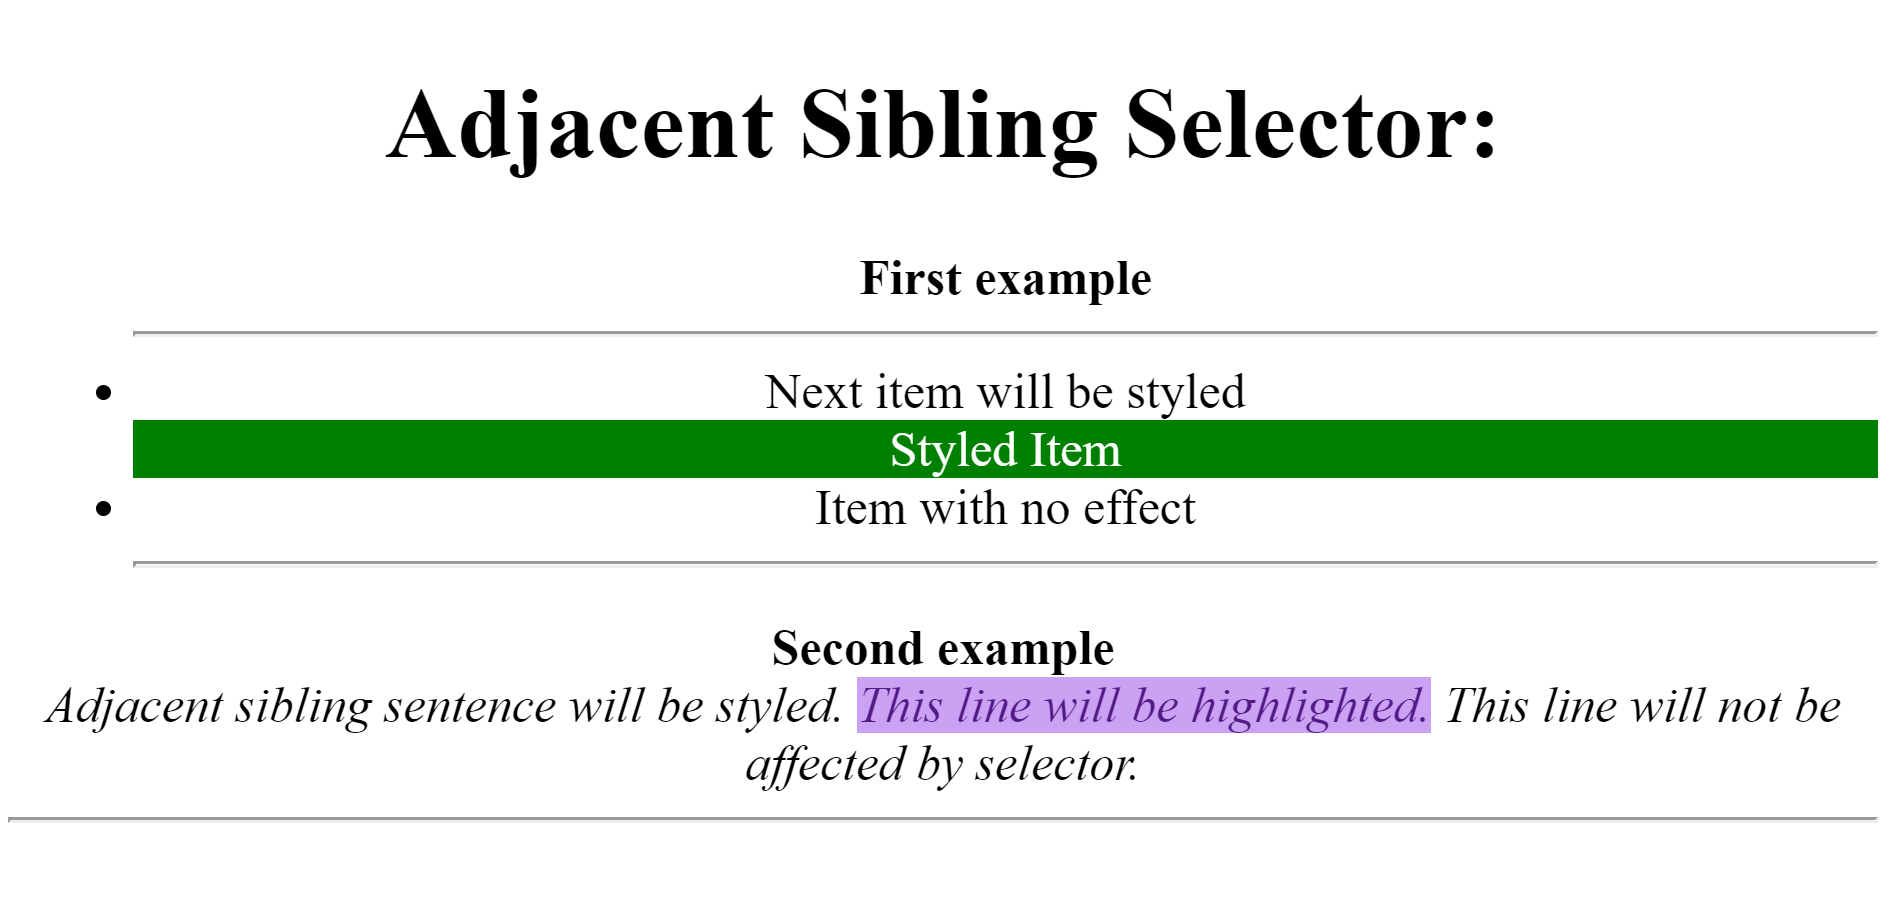 Adjacent Sibling Selector:
First example
Next item will be styled
Styled Item
Item with no effect
Second example
Adjacent sibling sentence will be styled. This line will be highlighted. This line will not be
affected by selector.